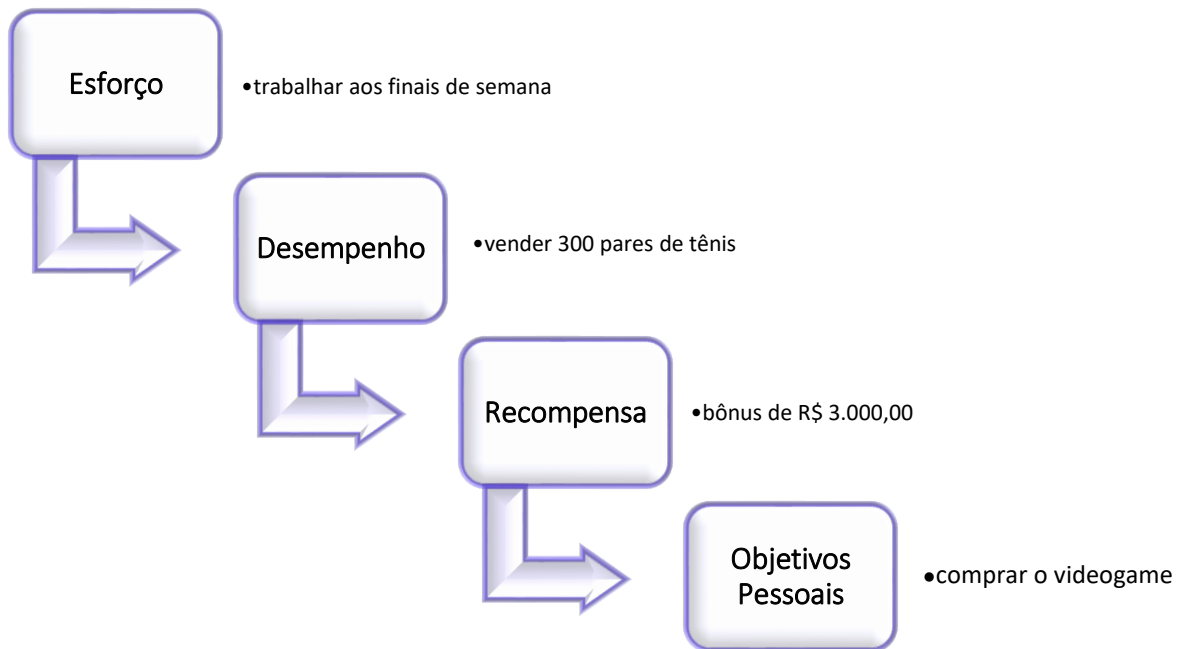 Esforço
•trabalhar aos finais de semana
Desempenho
•vender 300 pares de tênis
Recompensa
•bônus de R$ 3.000,00
Objetivos
Pessoais
•comprar o videogame